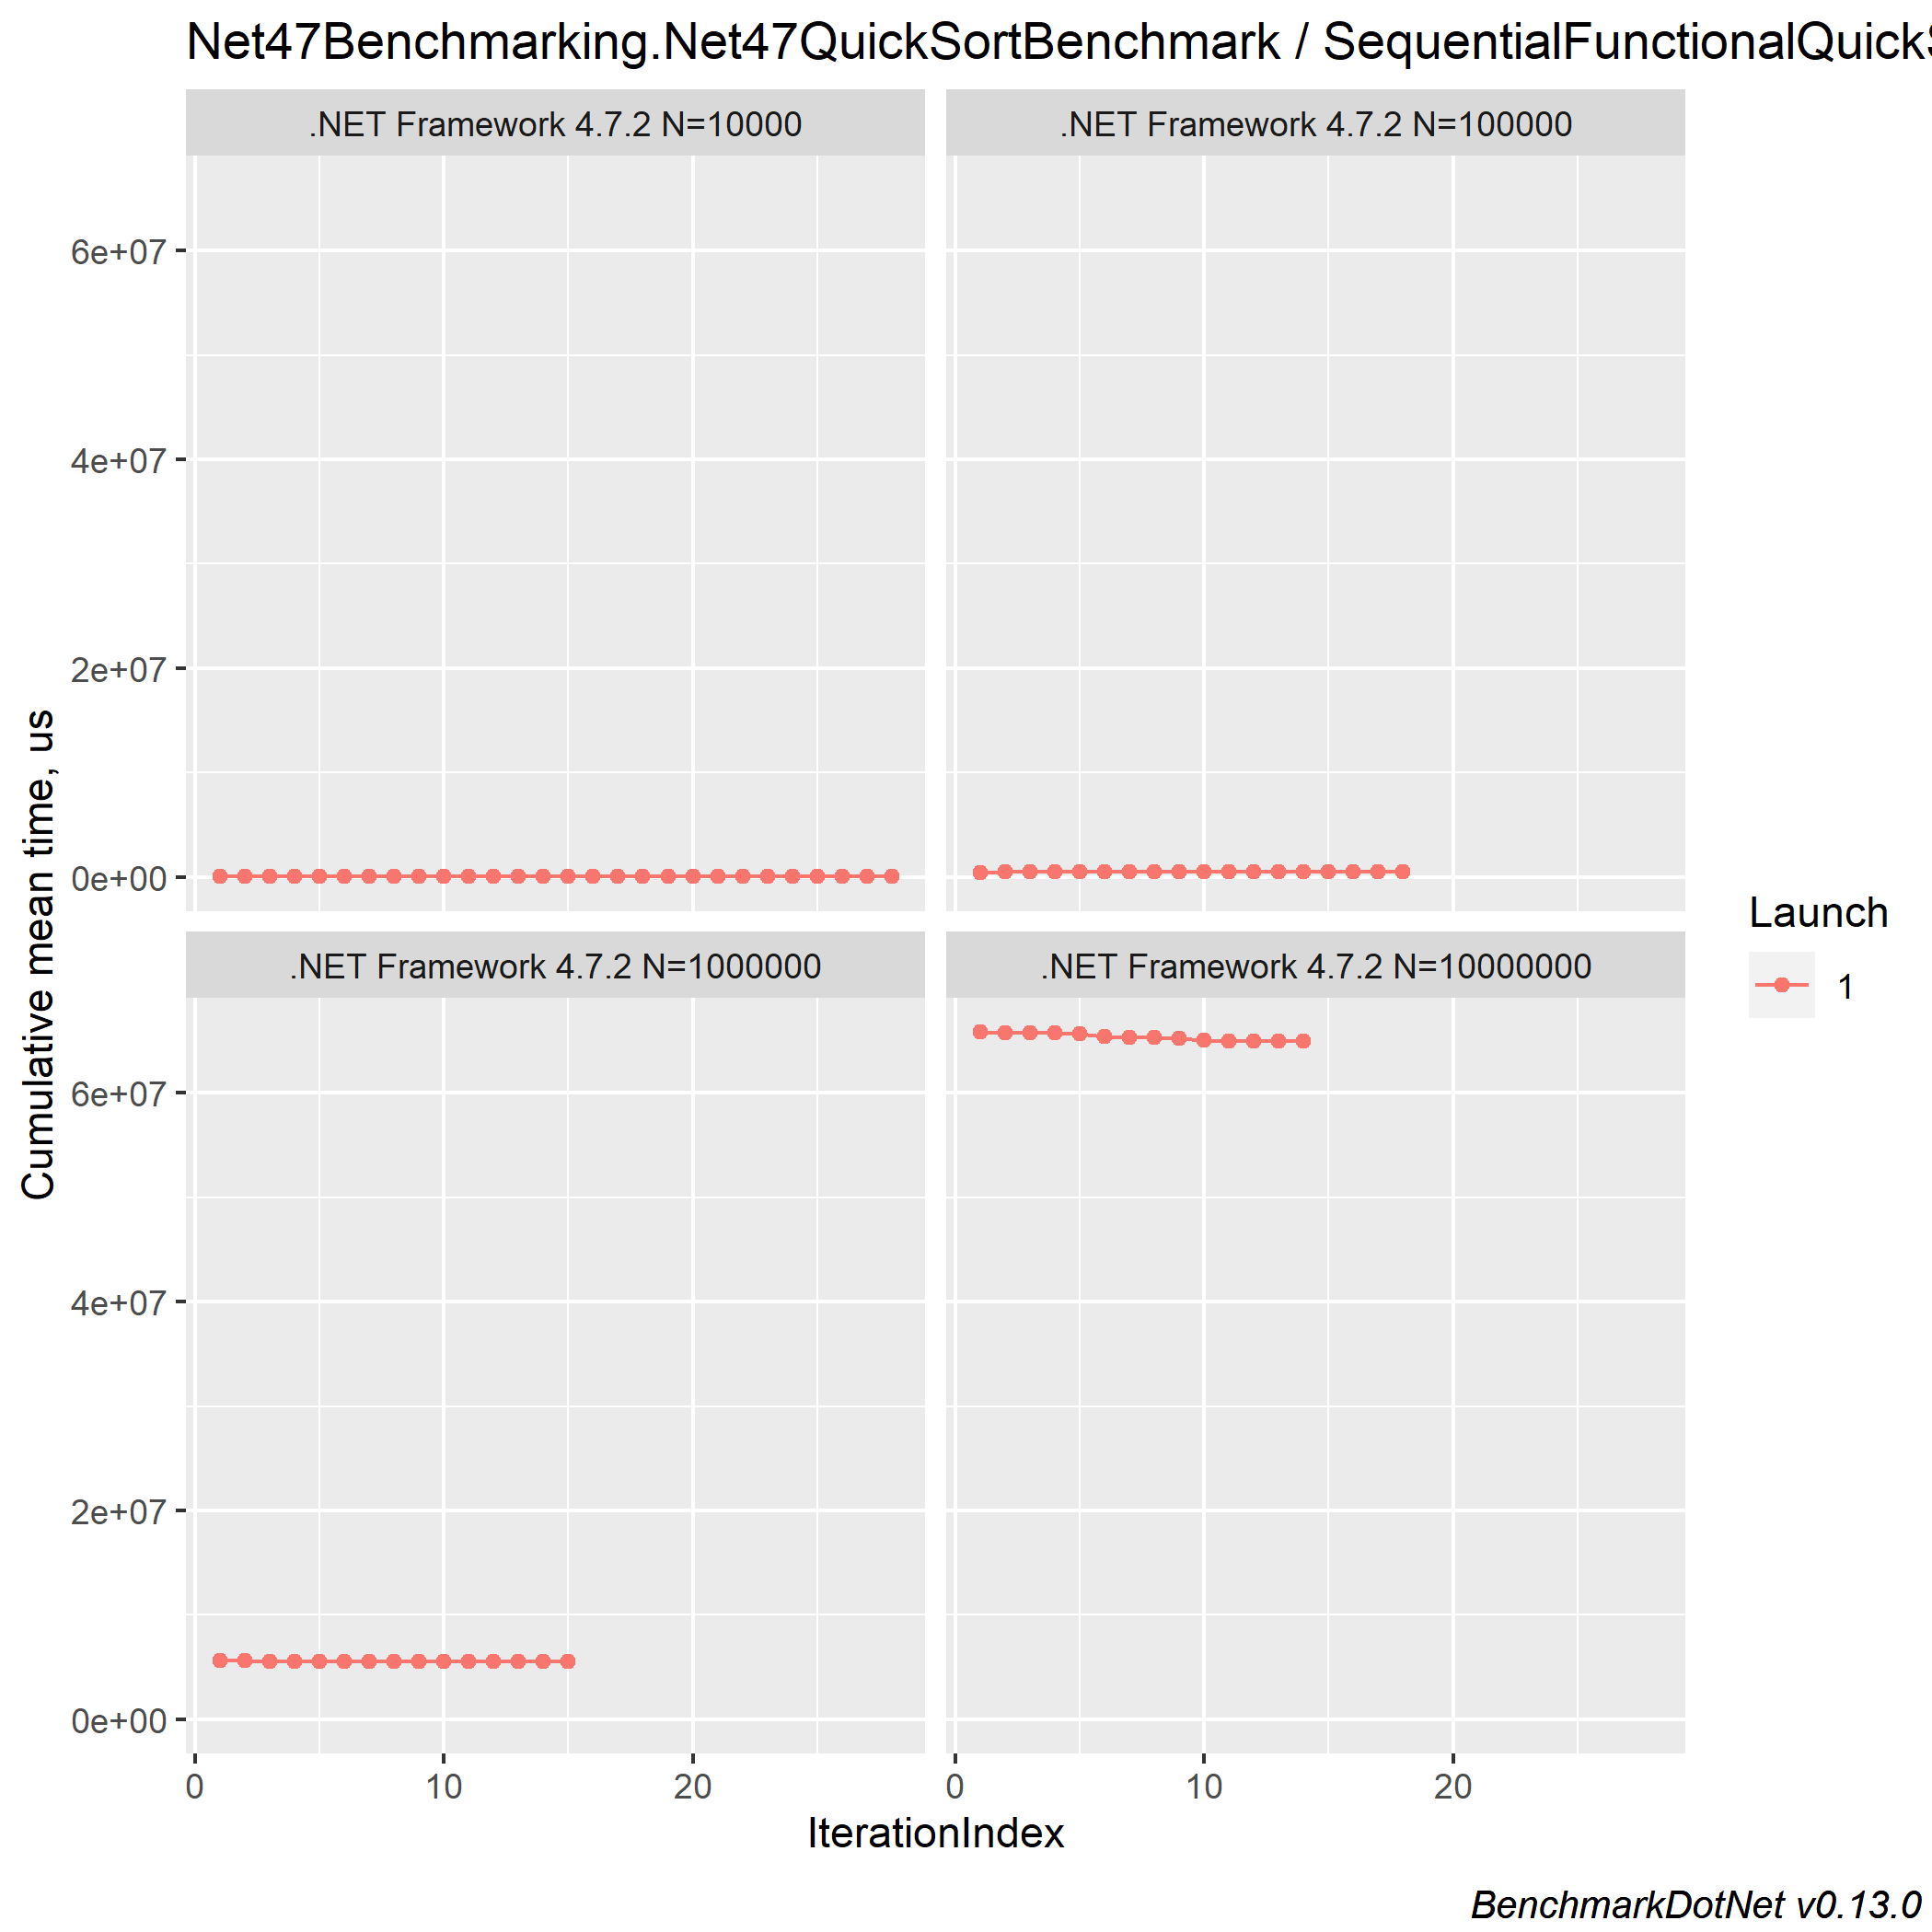 Net47Benchmarking.Net47QuickSortBenchmark / SequentialFunctionalQuick
.NET Framework 4.7.2 N=10000
.NET Framework 4.7.2 N=100000
6e+07
4e+07
2e+07
0e+00
.NET Framework 4.7.2 N=1000000
.NET Framework 4.7.2 N=10000000
6e+07
4e+07
2e+07
0e+00
0 10 20
0 10 20
IterationIndex
Cumulative mean time, us
Launch
1
BenchmarkDotNet v0.13.0